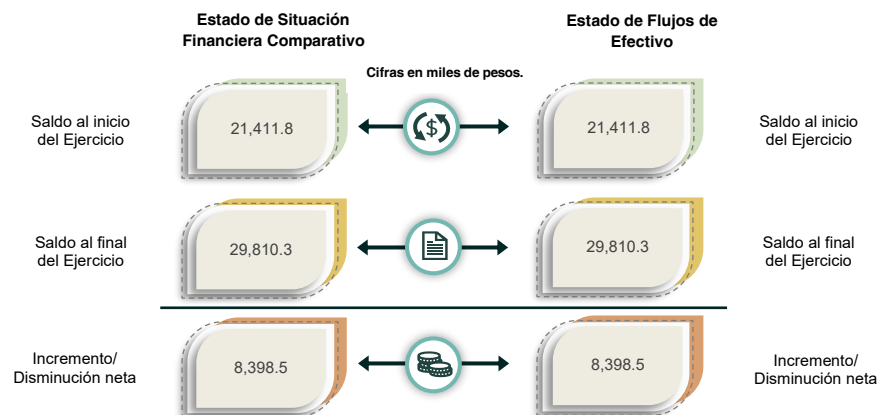 Estado de Situación
Financiera Comparativo
Estado de Flujos de
Efectivo
Cifras en miles de pesos.
Saldo al inicio
del Ejercicio
21,411.8
$
21,411.8
Saldo al inicio
del Ejercicio
Saldo al final
del Ejercicio
29,810.3
29,810.3
Saldo al final
del Ejercicio
Incremento/
Disminución neta
8,398.5
8,398.5
Incremento/
Disminución neta